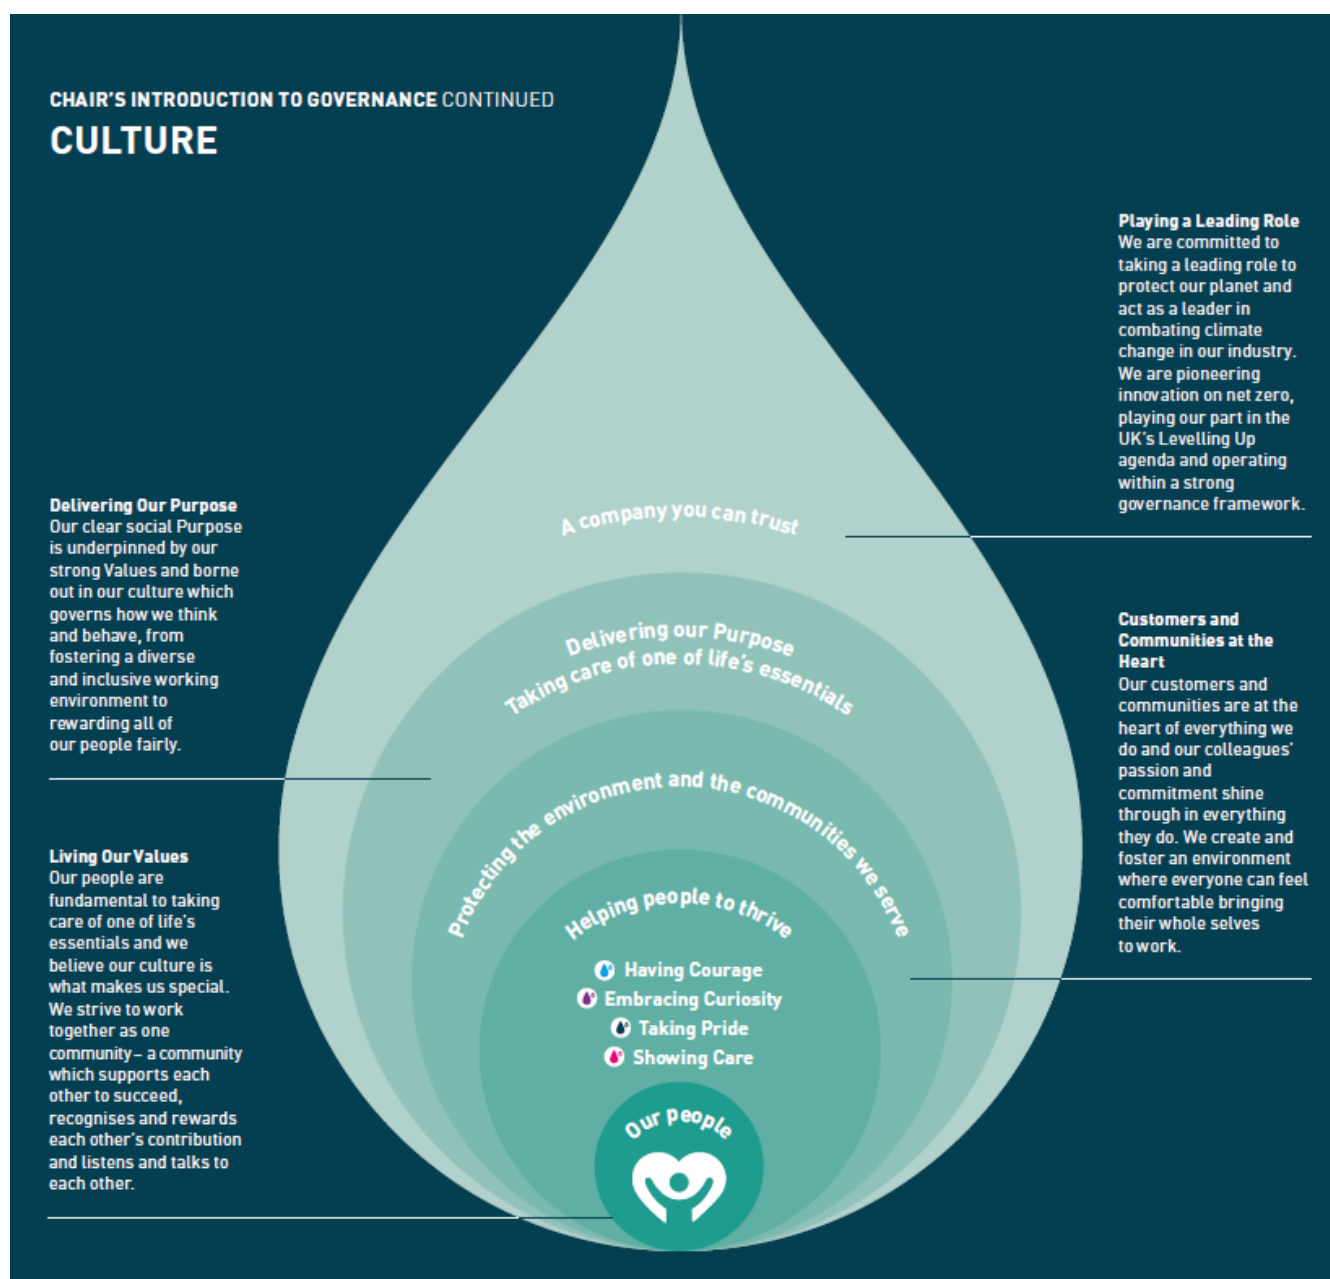 CHAIR'S INTRODUCTION TO GOVERNANCE CONTINUED
CULTURE
Playing a Leading Role
We are committed to
taking a leading role to
protect our planet and
act as a leader in
combating climate
change in our industry.
We are pioneering
innovation on net zero,
playing our part in the
UK's Levelling Up
agenda and operating
within a strong
governance framework.
Delivering Our Purpose
Our clear social Purpose
is underpinned by our
strong Values and borne
out in our culture which
governs how we think
and behave, from
fostering a diverse
and inclusive working
environment to
rewarding all of
our people fairly.
Customers and
Communities at the
Heart
Our customers and
communities are at the
heart of everything we
do and our colleagues'
passion and
commitment shine
through in everything
they do. We create and
foster an environment
where everyone can feel
comfortable bringing
their whole selves
to work.
Living Our Values
Our people are
fundamental to taking
care of one of life's
essentials and we
believe our culture is
what makes us special.
We strive to work
together as one
community – a community
which supports each
other to succeed,
recognises and rewards
each other's contribution
and listens and talks to
each other.
A company you can trust
Delivering our Purpose
Taking care of one of life's essentials
Protecting the environment and the communities we serve
Helping people to thrive
Having Courage
Embracing Curiosity
Taking Pride
Showing Care
Our people